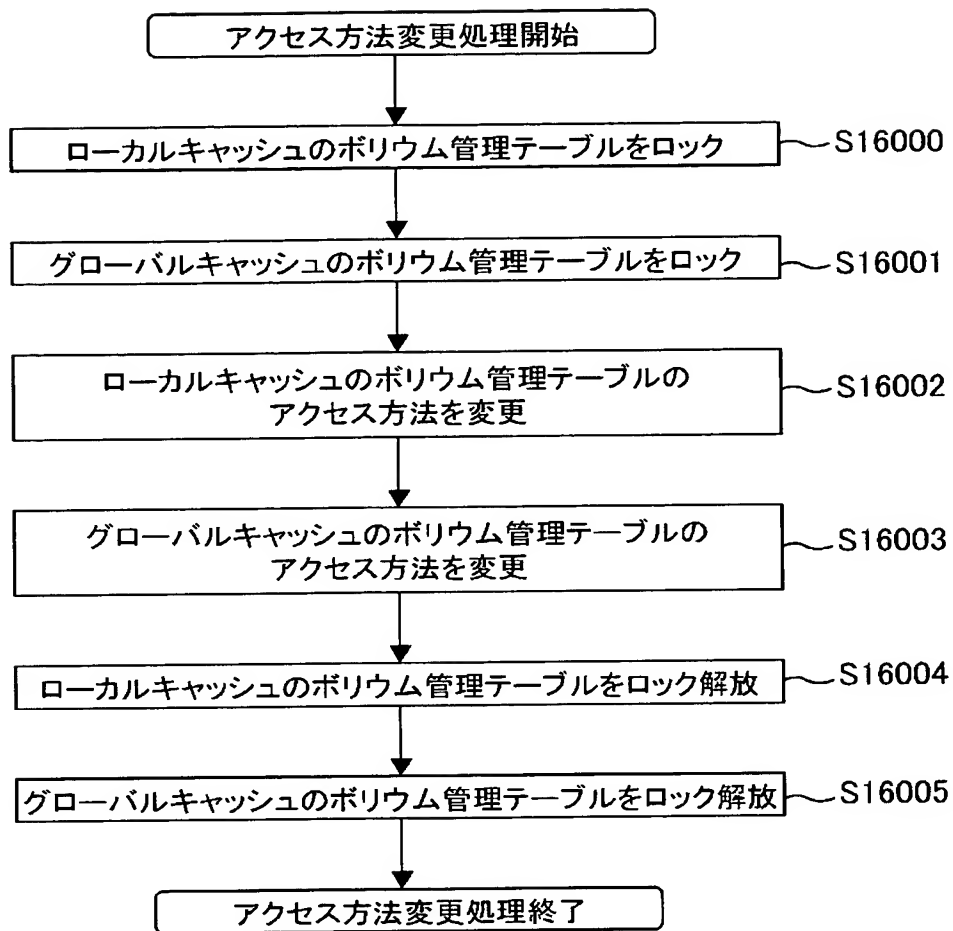 アクセス方法変更処理開始
ローカルキャッシュのボリウム管理テーブルをロック
S16000
グローバルキャッシュのボリウム管理テーブルをロック
S16001
ローカルキャッシュのボリウム管理テーブルの
アクセス方法を変更
S16002
グローバルキャッシュのボリウム管理テーブルの
アクセス方法を変更
S16003
ローカルキャッシュのボリウム管理テーブルをロック解放
S16004
グローバルキャッシュのボリウム管理テーブルをロック解放
S16005
アクセス方法変更処理終了